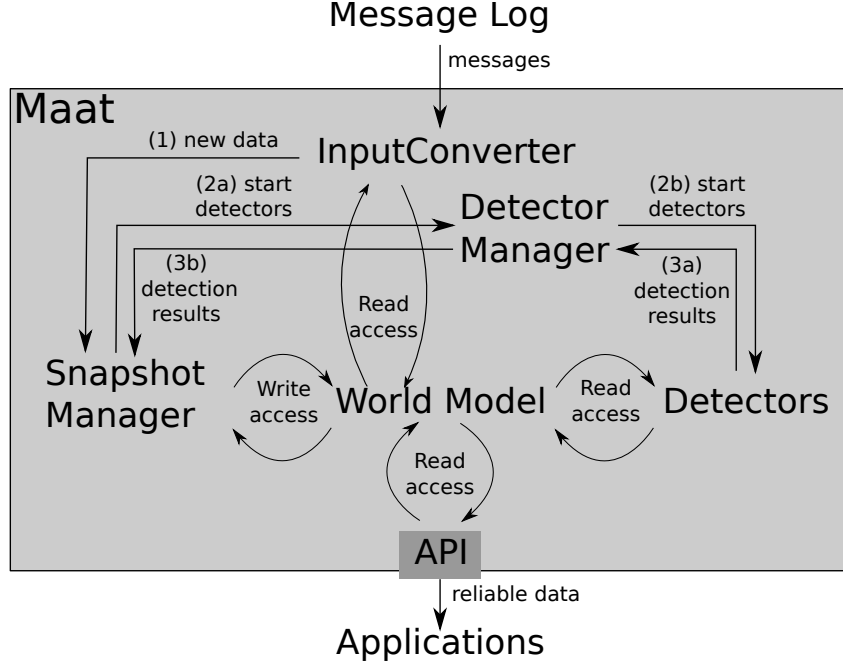 Message Log
messages
Maat
(1) new data
InputConverter
(2a) start
detectors
Detector
Manager
(2b) start
detectors
(3b)
detection
results
(3a)
detection
results
Read
access
Snapshot
Manager
Write
access
World Model
Read
access
Detectors
Read
access
API
reliable data
Applications